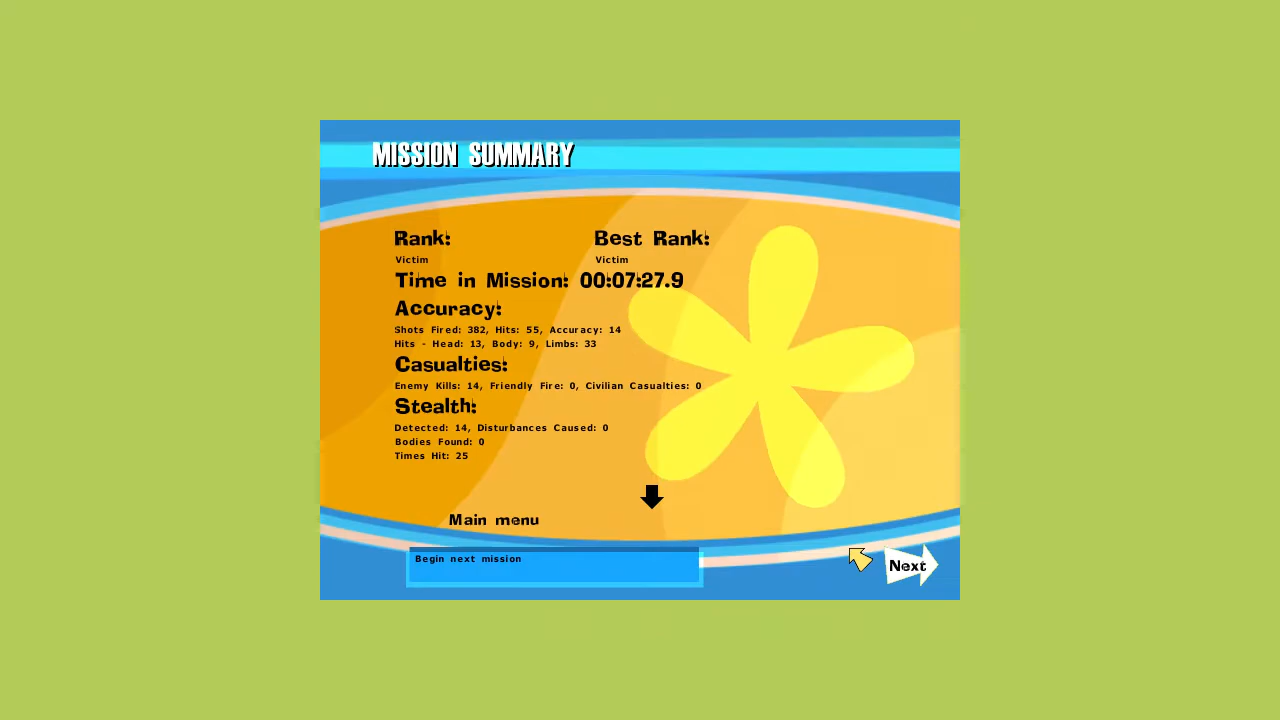 MISSION SUMMARY
Rank: Best Rank:
Victim Victim
Time in Mission: 00:07:27.9
Accuracy:
Shots Fired: 382, Hits: 55, Accuracy: 14
Hits - Head: 13, Body: 9, Limbs: 33
Casualties:
Enemy Kills: 14, Friendly Fire: 0, Civilian Casualties: 0
Stealth:
Detected: 14, Disturbances Caused: 0
Bodies Found: 0
Times Hit: 25
Main menu
Begin next mission
Next